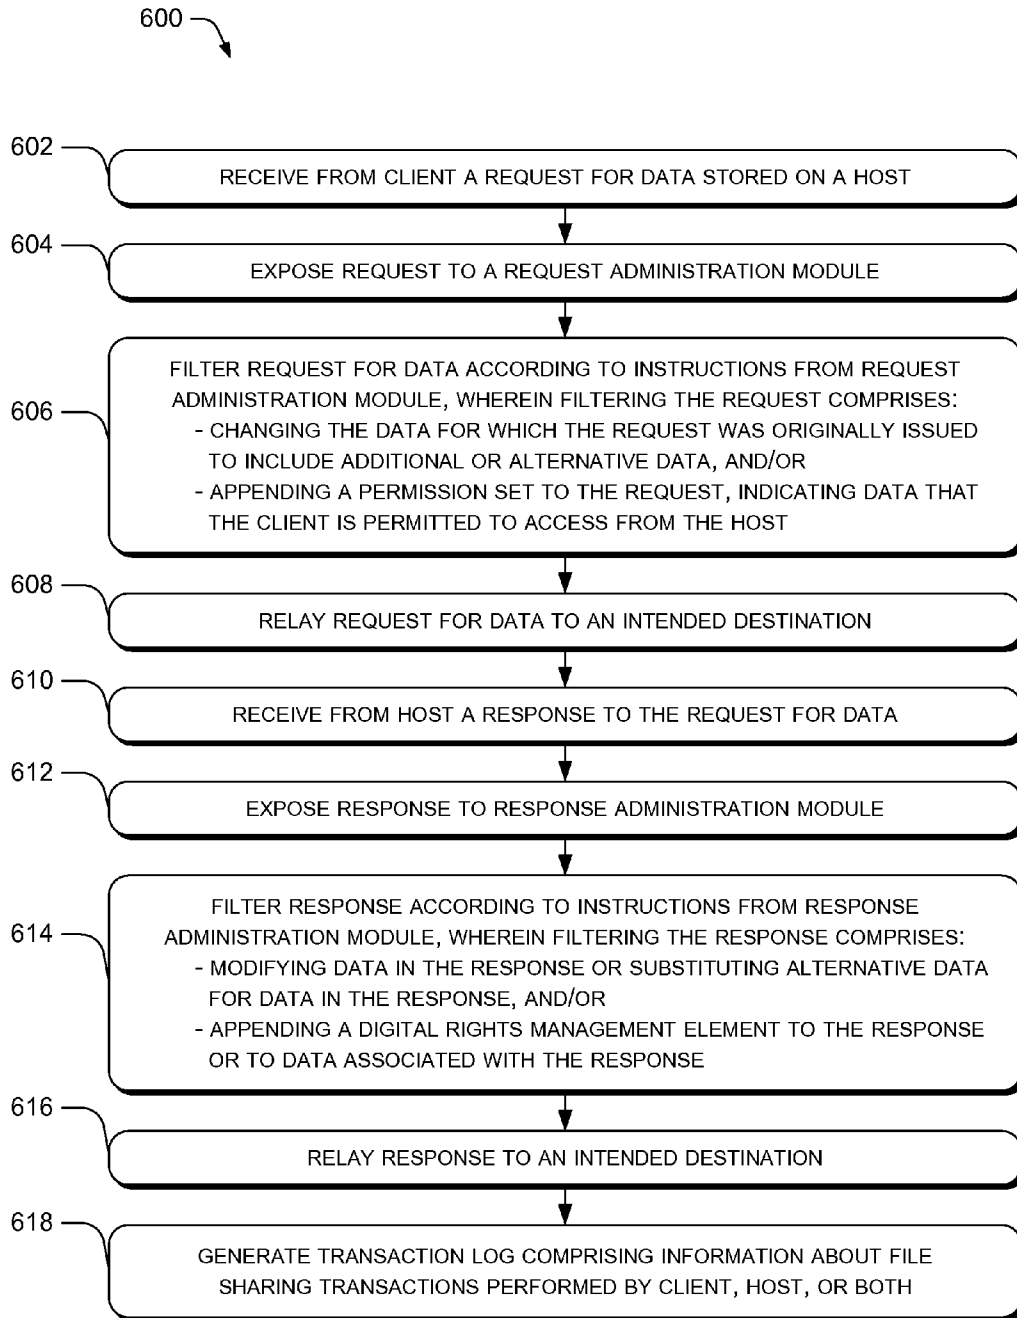 600
602
RECEIVE FROM CLIENT A REQUEST FOR DATA STORED ON A HOST
604
EXPOSE REQUEST TO A REQUEST ADMINISTRATION MODULE
606
FILTER REQUEST FOR DATA ACCORDING TO INSTRUCTIONS FROM REQUEST
ADMINISTRATION MODULE, WHEREIN FILTERING THE REQUEST COMPRISES:
- CHANGING THE DATA FOR WHICH THE REQUEST WAS ORIGINALLY ISSUED
TO INCLUDE ADDITIONAL OR ALTERNATIVE DATA, AND/OR
- APPENDING A PERMISSION SET TO THE REQUEST, INDICATING DATA THAT
THE CLIENT IS PERMITTED TO ACCESS FROM THE HOST
608
RELAY REQUEST FOR DATA TO AN INTENDED DESTINATION
610
RECEIVE FROM HOST A RESPONSE TO THE REQUEST FOR DATA
612
EXPOSE RESPONSE TO RESPONSE ADMINISTRATION MODULE
614
FILTER RESPONSE ACCORDING TO INSTRUCTIONS FROM RESPONSE
ADMINISTRATION MODULE, WHEREIN FILTERING THE RESPONSE COMPRISES:
- MODIFYING DATA IN THE RESPONSE OR SUBSTITUTING ALTERNATIVE DATA
FOR DATA IN THE RESPONSE, AND/OR
- APPENDING A DIGITAL RIGHTS MANAGEMENT ELEMENT TO THE RESPONSE
OR TO DATA ASSOCIATED WITH THE RESPONSE
616
RELAY RESPONSE TO AN INTENDED DESTINATION
618
GENERATE TRANSACTION LOG COMPRISING INFORMATION ABOUT FILE
SHARING TRANSACTIONS PERFORMED BY CLIENT, HOST, OR BOTH